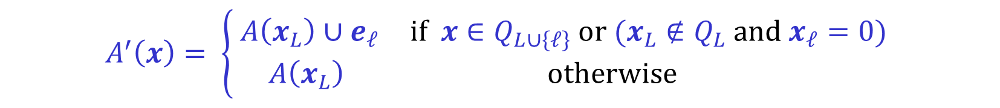 A′(x) = { A(x_L) ∪ e_ℓ if x ∈ Q_{L∪{ℓ}} or (x_L ∉ Q_L and x_ℓ = 0)
A(x_L) otherwise